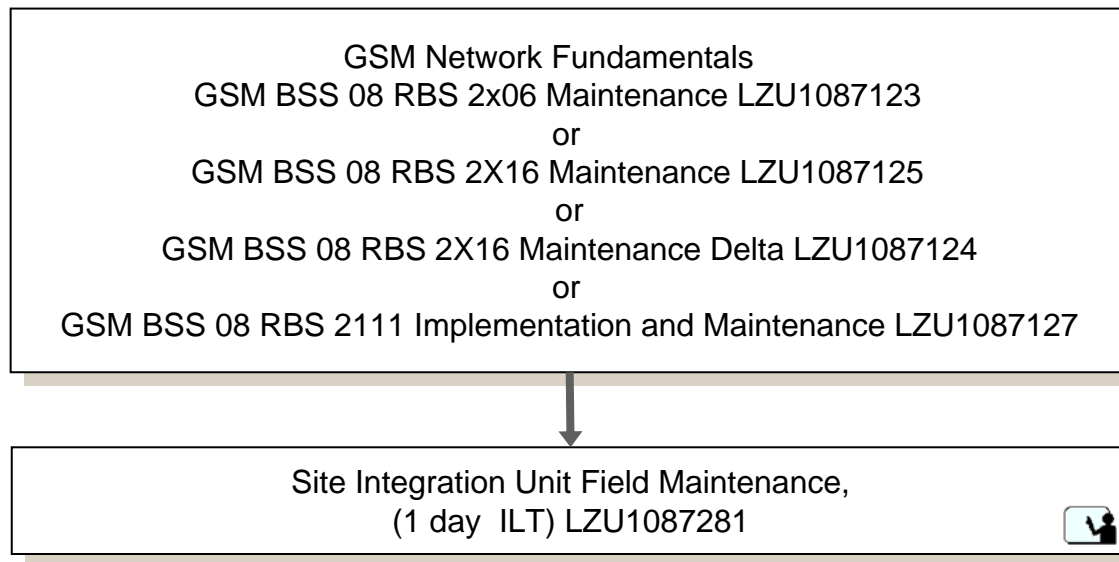 GSM Network Fundamentals
GSM BSS 08 RBS 2x06 Maintenance LZU1087123
or
GSM BSS 08 RBS 2X16 Maintenance LZU1087125
or
GSM BSS 08 RBS 2X16 Maintenance Delta LZU1087124
or
GSM BSS 08 RBS 2111 Implementation and Maintenance LZU1087127
Site Integration Unit Field Maintenance,
(1 day ILT) LZU1087281